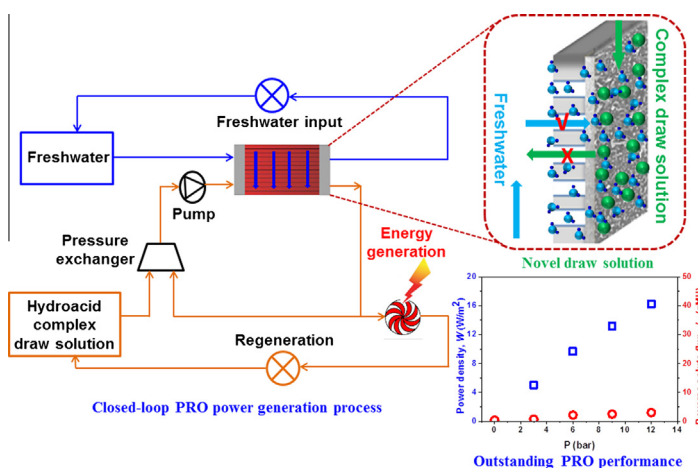 Freshwater input
Freshwater
Pump
Pressure
exchanger
Energy
generation
Hydroacid
complex
draw solution
Regeneration
Closed-loop PRO power generation process
Freshwater
V
X
Complex draw solution
Novel draw solution
Power density, W (W/m²)
20
16
12
8
4
0
50
40
30
20
10
0
0 2 4 6 8 10 12 14
P (bar)
Outstanding PRO performance